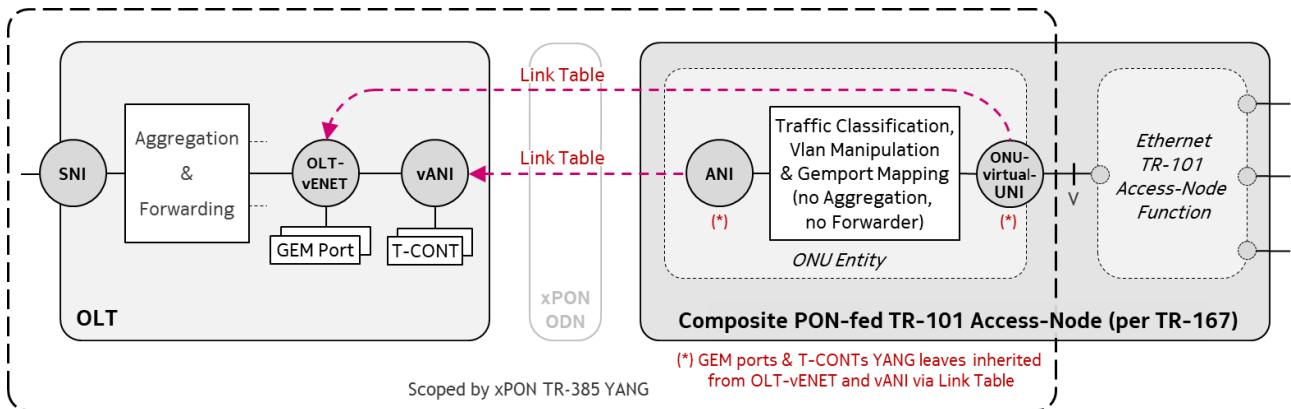 Link Table
Aggregation
&
Forwarding
SNI
OLT-
vENET
vANI
GEM Port
T-CONT
OLT
Link Table
xPON
ODN
ANI
(*)
Traffic Classification,
Vlan Manipulation
& Gemport Mapping
(no Aggregation,
no Forwarder)
ONU-
virtual-
UNI
(*)
ONU Entity
V
Ethernet
TR-101
Access-Node
Function
Composite PON-fed TR-101 Access-Node (per TR-167)
(*) GEM ports & T-CONTs YANG leaves inherited
from OLT-vENET and vANI via Link Table
Scoped by xPON TR-385 YANG